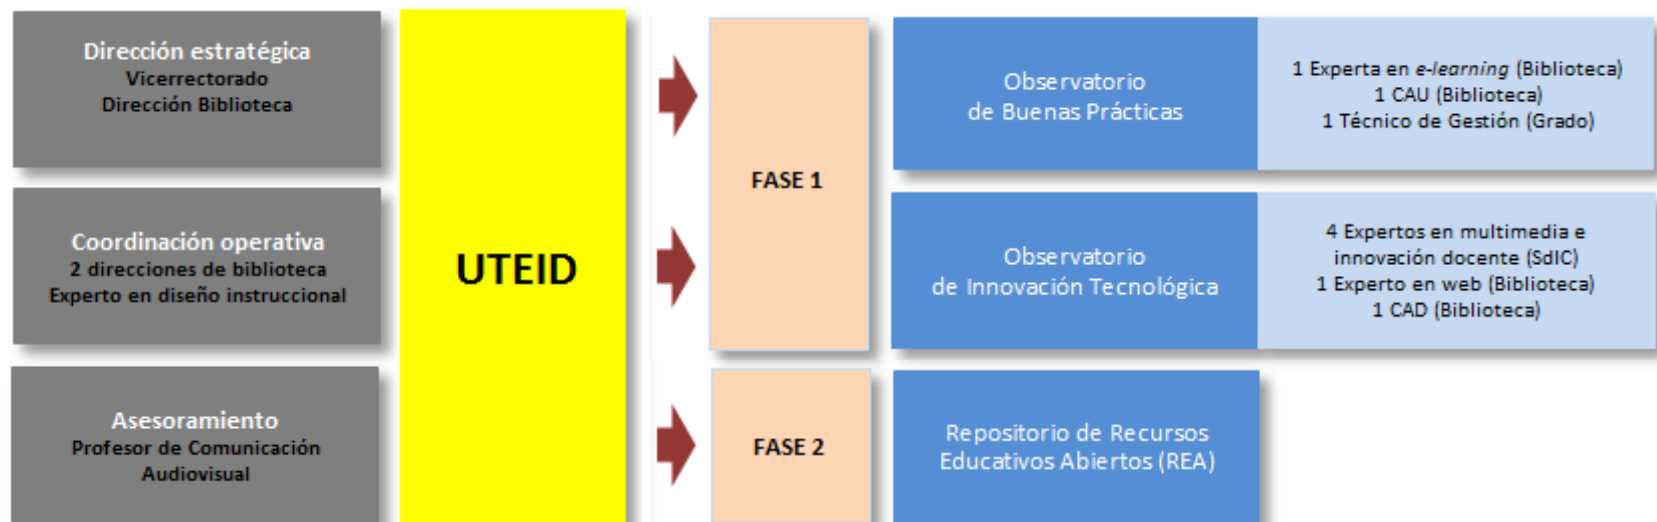 Dirección estratégica
Vicerrectorado
Dirección Biblioteca
Coordinación operativa
2 direcciones de biblioteca
Experto en diseño instruccional
Asesoramiento
Profesor de Comunicación
Audiovisual
UTEID
FASE 1
Observatorio
de Buenas Prácticas
1 Experta en e-learning (Biblioteca)
1 CAU (Biblioteca)
1 Técnico de Gestión (Grado)
Observatorio
de Innovación Tecnológica
4 Expertos en multimedia e
innovación docente (SdIC)
1 Experto en web (Biblioteca)
1 CAD (Biblioteca)
FASE 2
Repositorio de Recursos
Educativos Abiertos (REA)